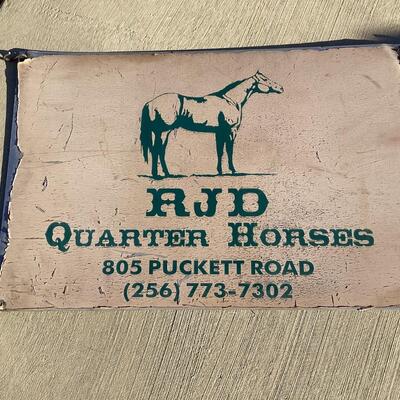 RJD
QUARTER HORSES
805 PUCKETT ROAD
(256) 773-7302